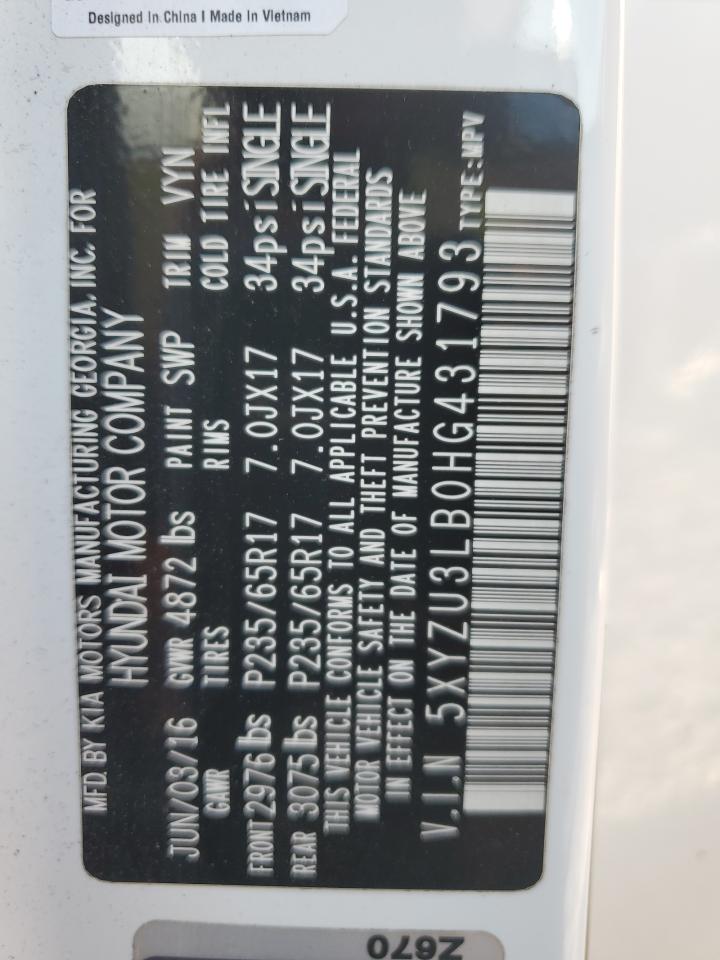 Designed in China I Made In Vietnam
MFD. BY KIA MOTORS MANUFACTURING GEORGIA, INC. FOR
HYUNDAI MOTOR COMPANY
JUN/03/16 GVWR 4872 lbs PAINT SWP TRIM VYN
GAWR TIRES RIMS COLD TIRE INFL
FRONT 2976 lbs P235/65R17 7.0JX17 34psi SINGLE
REAR 3075 lbs P235/65R17 7.0JX17 34psi SINGLE
THIS VEHICLE CONFORMS TO ALL APPLICABLE U.S.A. FEDERAL
MOTOR VEHICLE SAFETY AND THEFT PREVENTION STANDARDS
IN EFFECT ON THE DATE OF MANUFACTURE SHOWN ABOVE
V.I.N 5XYZU3LB0HG431793 TYPE:MPV
Z670